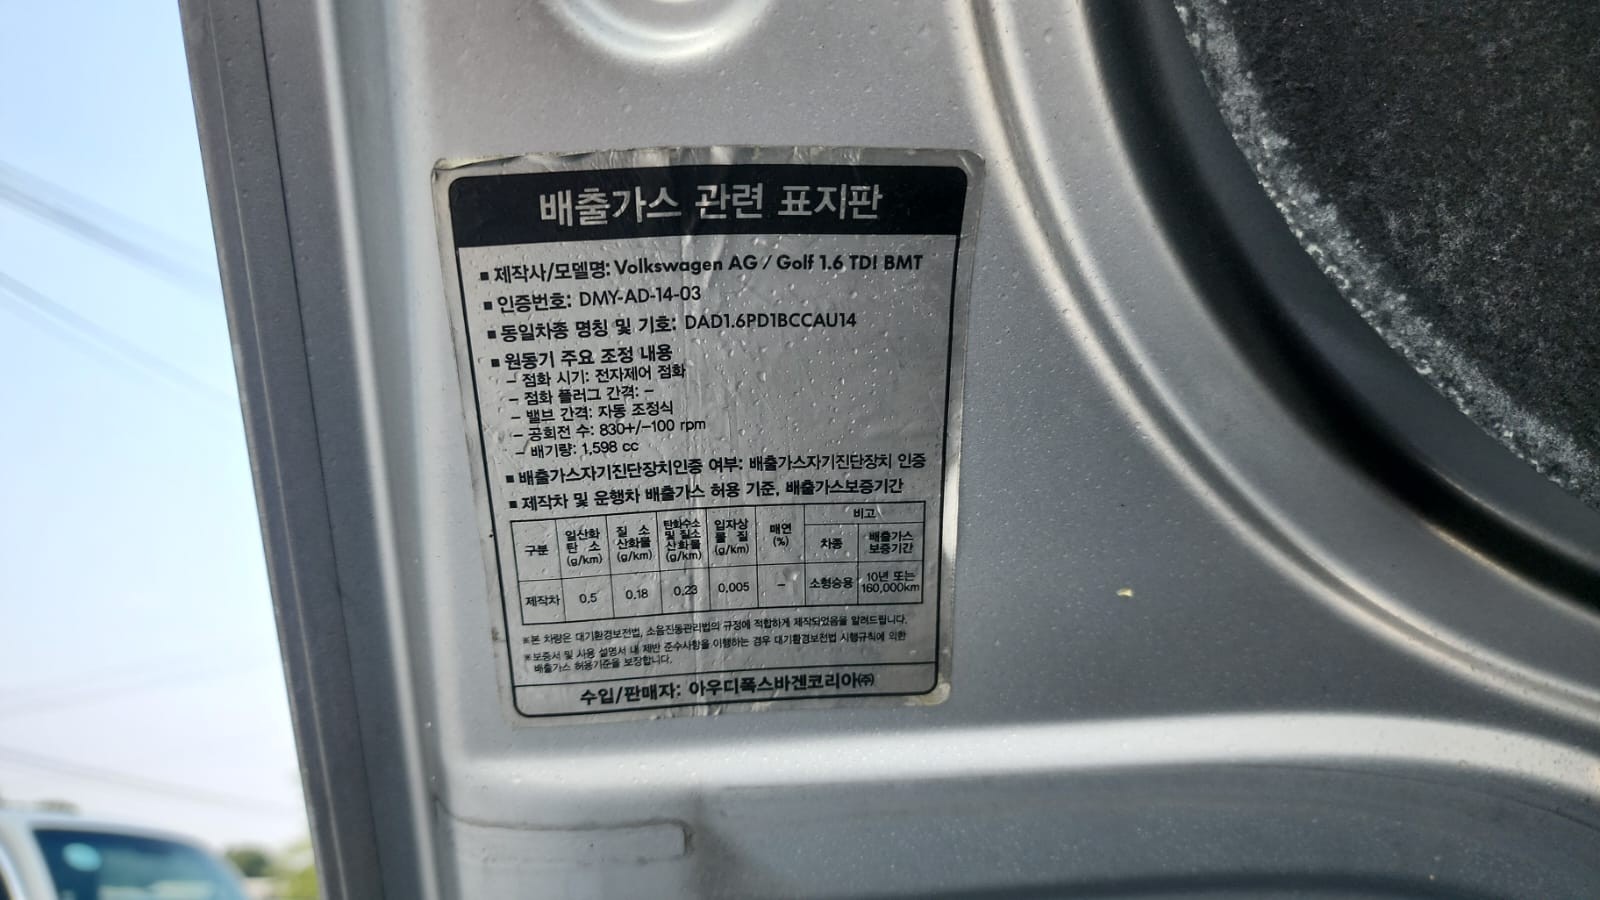 배출가스 관련 표지판
■ 제작사/모델명: Volkswagen AG / Golf 1.6 TDI BMT
■ 인증번호: DMY-AD-14-03
■ 동일차종 명칭 및 기호: DAD1.6PD1BCCAU14
■ 원동기 주요 조정 내용
– 점화 시기: 전자제어 점화
– 점화 플러그 간격: –
– 밸브 간격: 자동 조정식
– 공회전 수: 830+/-100 rpm
– 배기량: 1,598 cc
■ 배출가스자기진단장치인증 여부: 배출가스자기진단장치 인증
■ 제작차 및 운행차 배출가스 허용 기준, 배출가스보증기간
구분 일산화탄소 (g/km) 질소산화물 (g/km) 탄화수소 및 질소산화물 (g/km) 입자상물질 (g/km) 매연 (%) 비고
차종 배출가스 보증기간
제작차 0.5 0.18 0.23 0.005 – 소형승용 10년 또는 160,000km
※본 차량은 대기환경보전법, 소음진동관리법의 규정에 적합하게 제작되었음을 알려드립니다.
※보증서 및 사용 설명서 내 제반 준수사항을 이행하는 경우 대기환경보전법 시행규칙에 의한
배출가스 허용기준을 보장합니다.
수입/판매자: 아우디폭스바겐코리아㈜